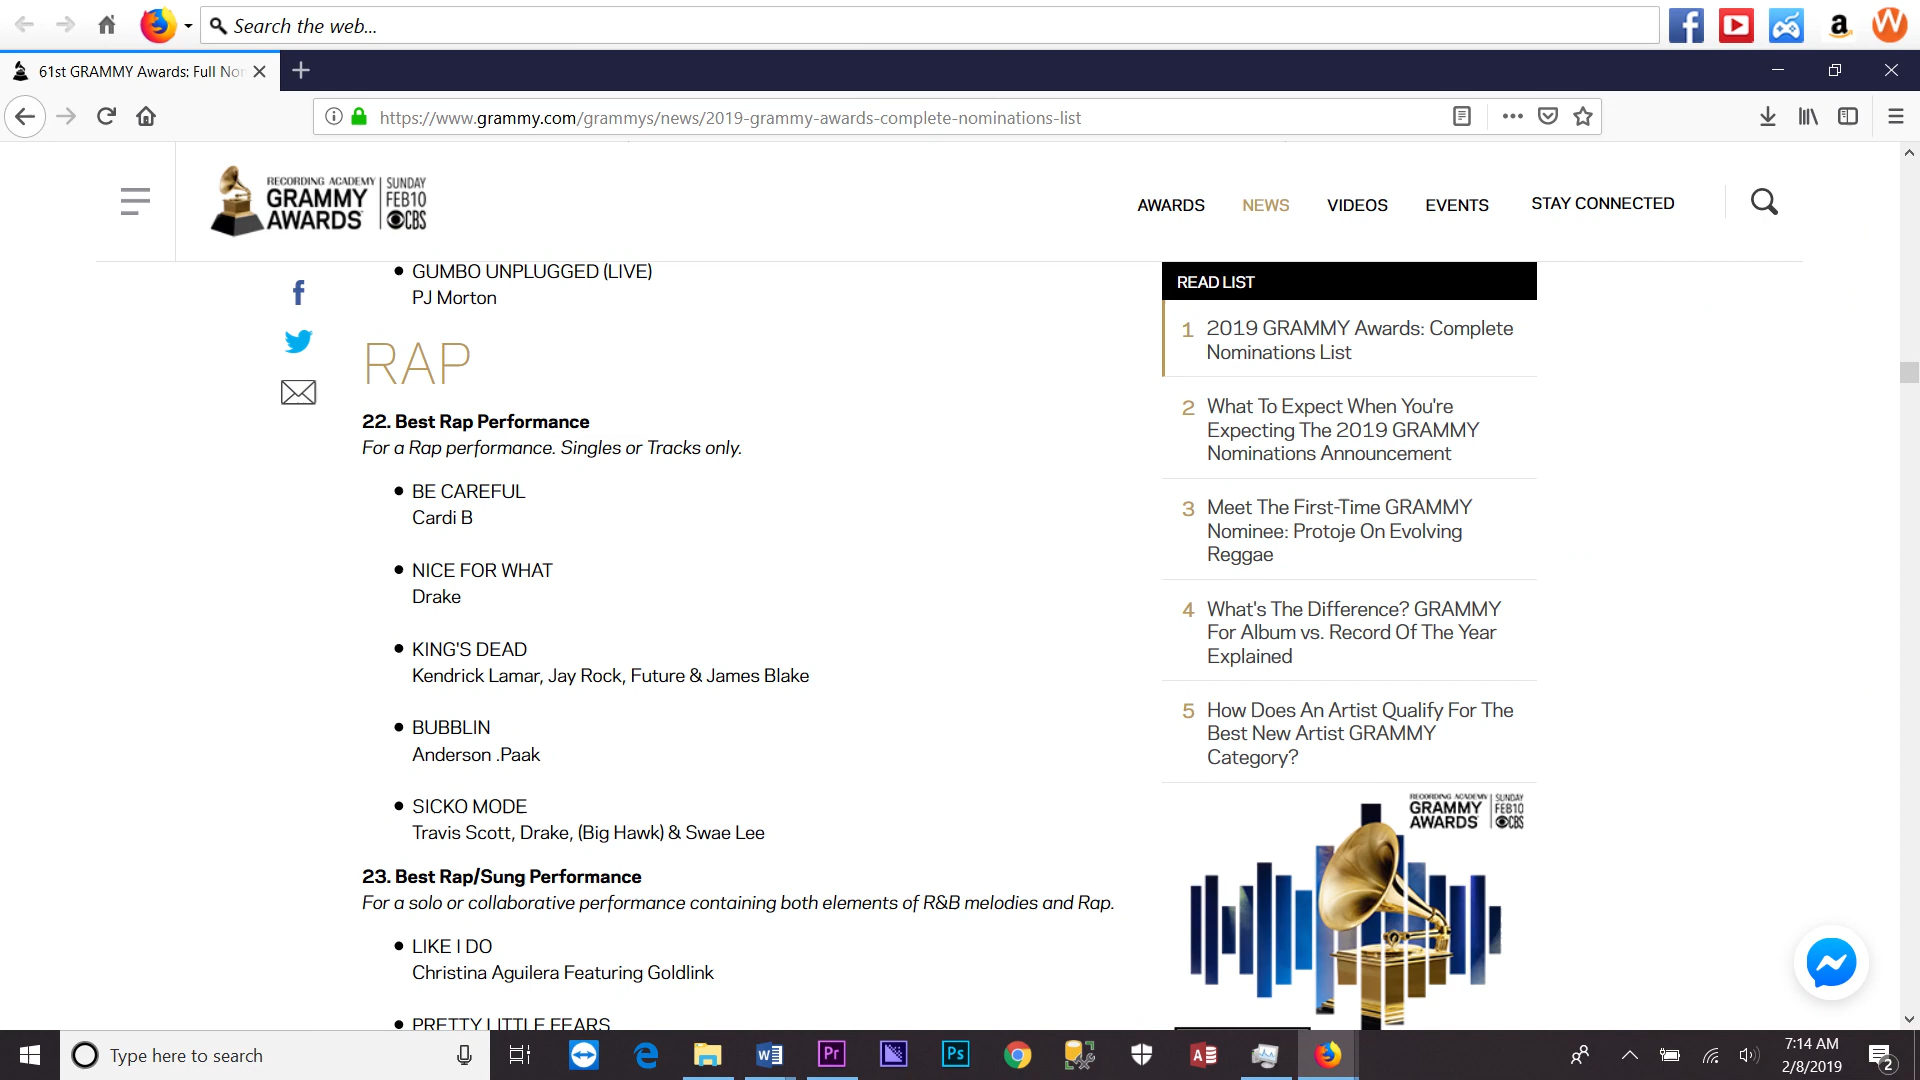 Search the web...
61st GRAMMY Awards: Full Nor
https://www.grammy.com/grammys/news/2019-grammy-awards-complete-nominations-list
RECORDING ACADEMY
GRAMMY
AWARDS
SUNDAY
FEB10
CBS
AWARDS
NEWS
VIDEOS
EVENTS
STAY CONNECTED
GUMBO UNPLUGGED (LIVE)
PJ Morton
RAP
22. Best Rap Performance
For a Rap performance. Singles or Tracks only.
BE CAREFUL
Cardi B
NICE FOR WHAT
Drake
KING'S DEAD
Kendrick Lamar, Jay Rock, Future & James Blake
BUBBLIN
Anderson .Paak
SICKO MODE
Travis Scott, Drake, (Big Hawk) & Swae Lee
23. Best Rap/Sung Performance
For a solo or collaborative performance containing both elements of R&B melodies and Rap.
LIKE I DO
Christina Aguilera Featuring Goldlink
PRETTY LITTLE FEARS
READ LIST
1 2019 GRAMMY Awards: Complete
Nominations List
2 What To Expect When You're
Expecting The 2019 GRAMMY
Nominations Announcement
3 Meet The First-Time GRAMMY
Nominee: Protoje On Evolving
Reggae
4 What's The Difference? GRAMMY
For Album vs. Record Of The Year
Explained
5 How Does An Artist Qualify For The
Best New Artist GRAMMY
Category?
RECORDING ACADEMY
GRAMMY
AWARDS
SUNDAY
FEB10
CBS
Type here to search
Pr
Ps
7:14 AM
2/8/2019
2